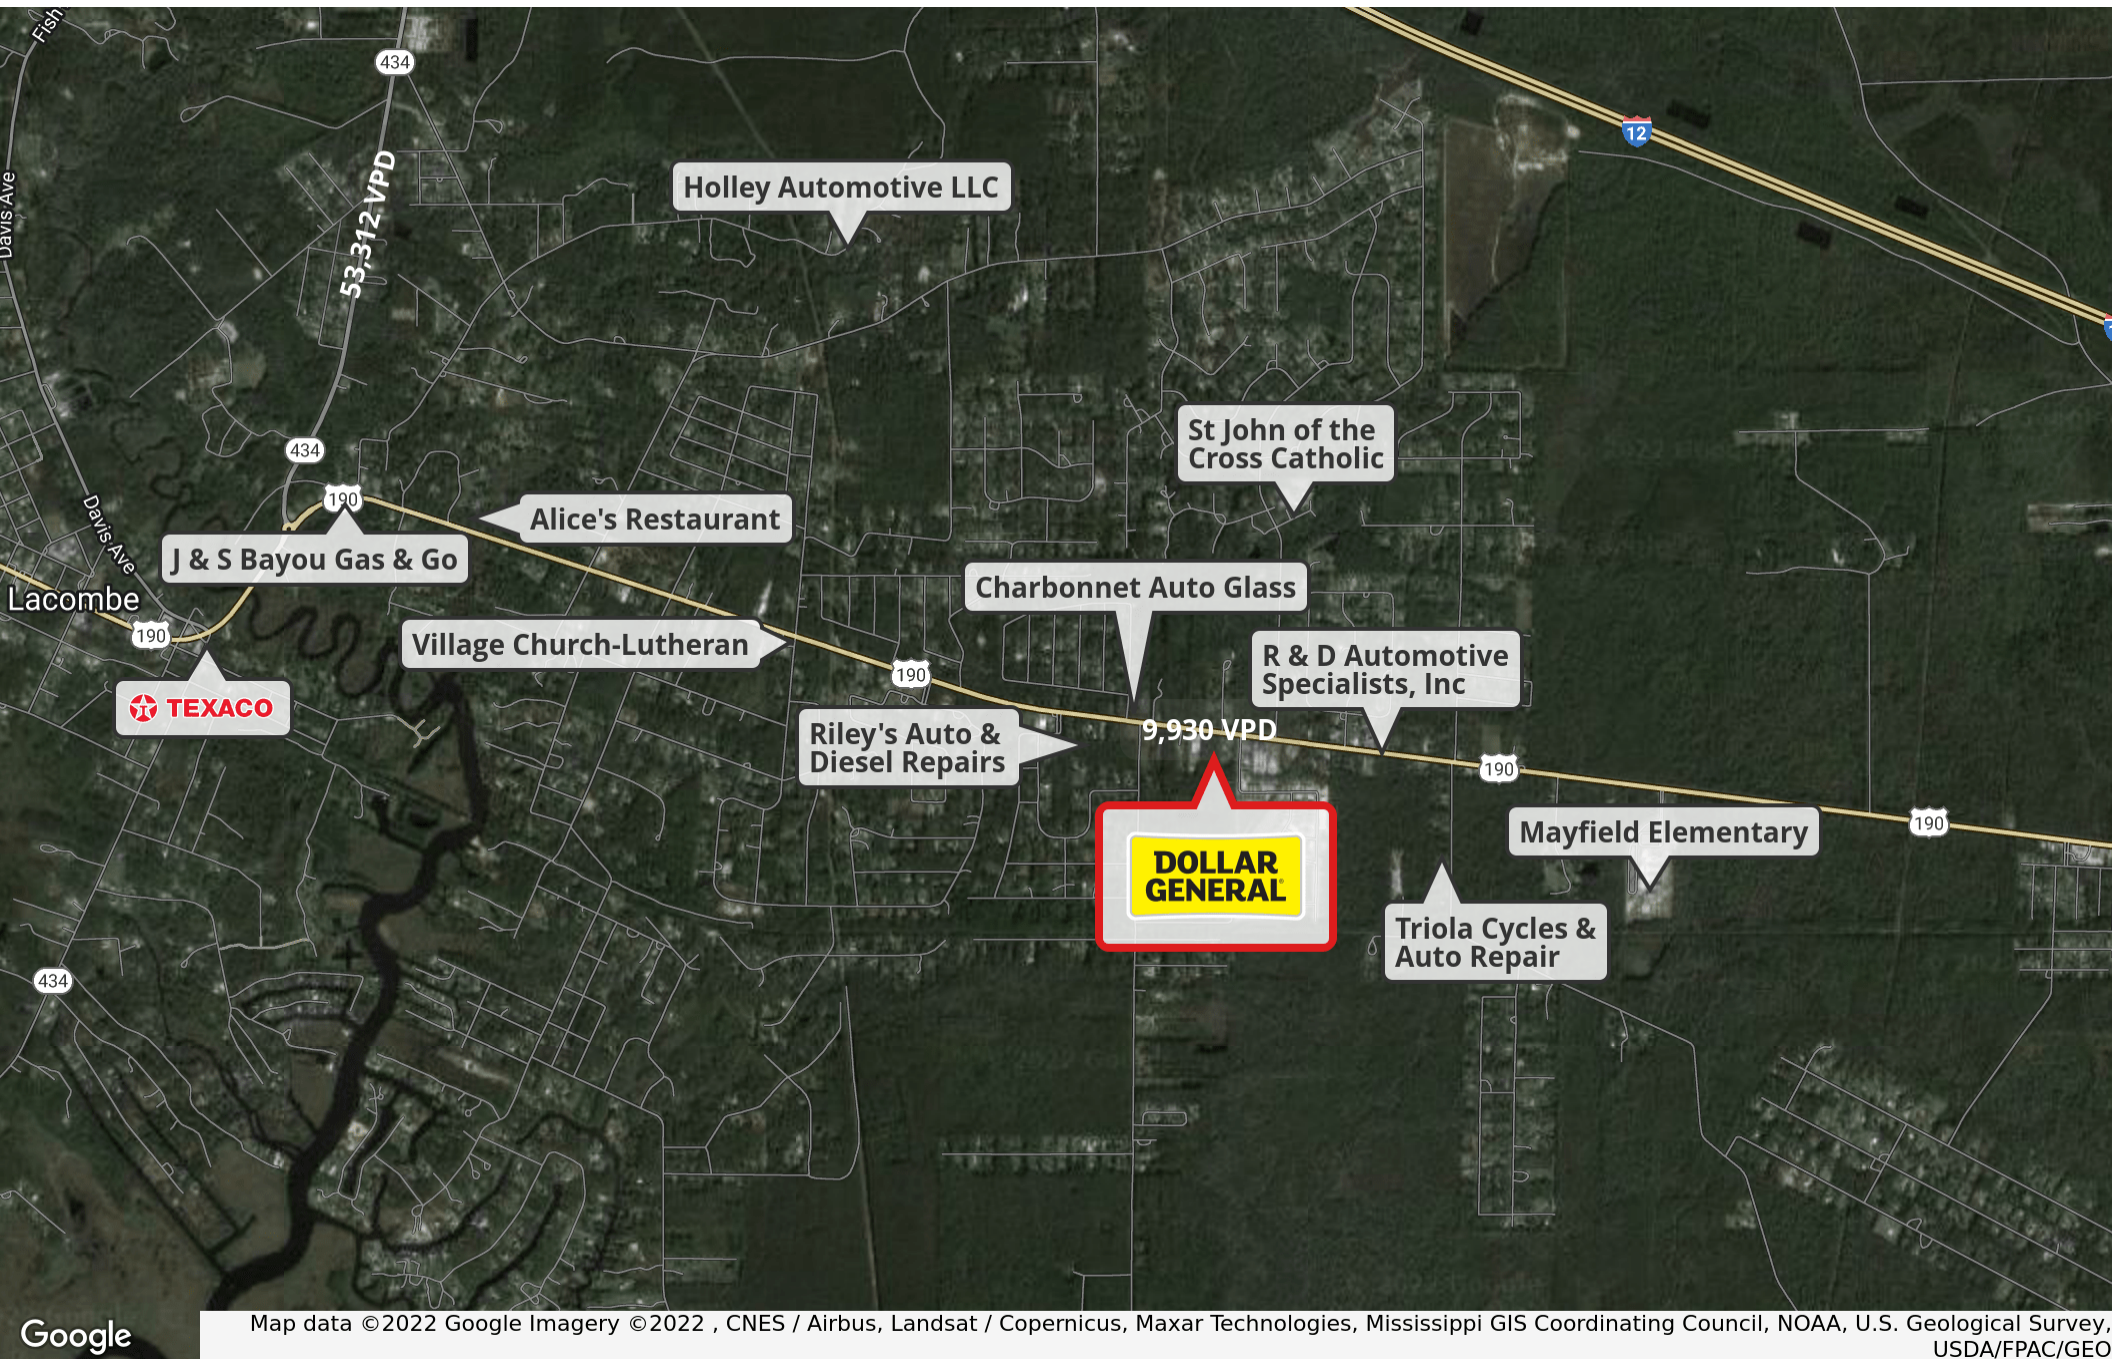 Fish
434
12
Davis Ave
53,312 VPD
Holley Automotive LLC
St John of the
Cross Catholic
434
190
Alice's Restaurant
Davis Ave
J & S Bayou Gas & Go
Lacombe
190
Charbonnet Auto Glass
Village Church-Lutheran
190
R & D Automotive
Specialists, Inc
TEXACO
Riley's Auto &
Diesel Repairs
9,930 VPD
190
DOLLAR
GENERAL
Mayfield Elementary
190
Triola Cycles &
Auto Repair
434
Google
Map data ©2022 Google Imagery ©2022 , CNES / Airbus, Landsat / Copernicus, Maxar Technologies, Mississippi GIS Coordinating Council, NOAA, U.S. Geological Survey,
USDA/FPAC/GEO